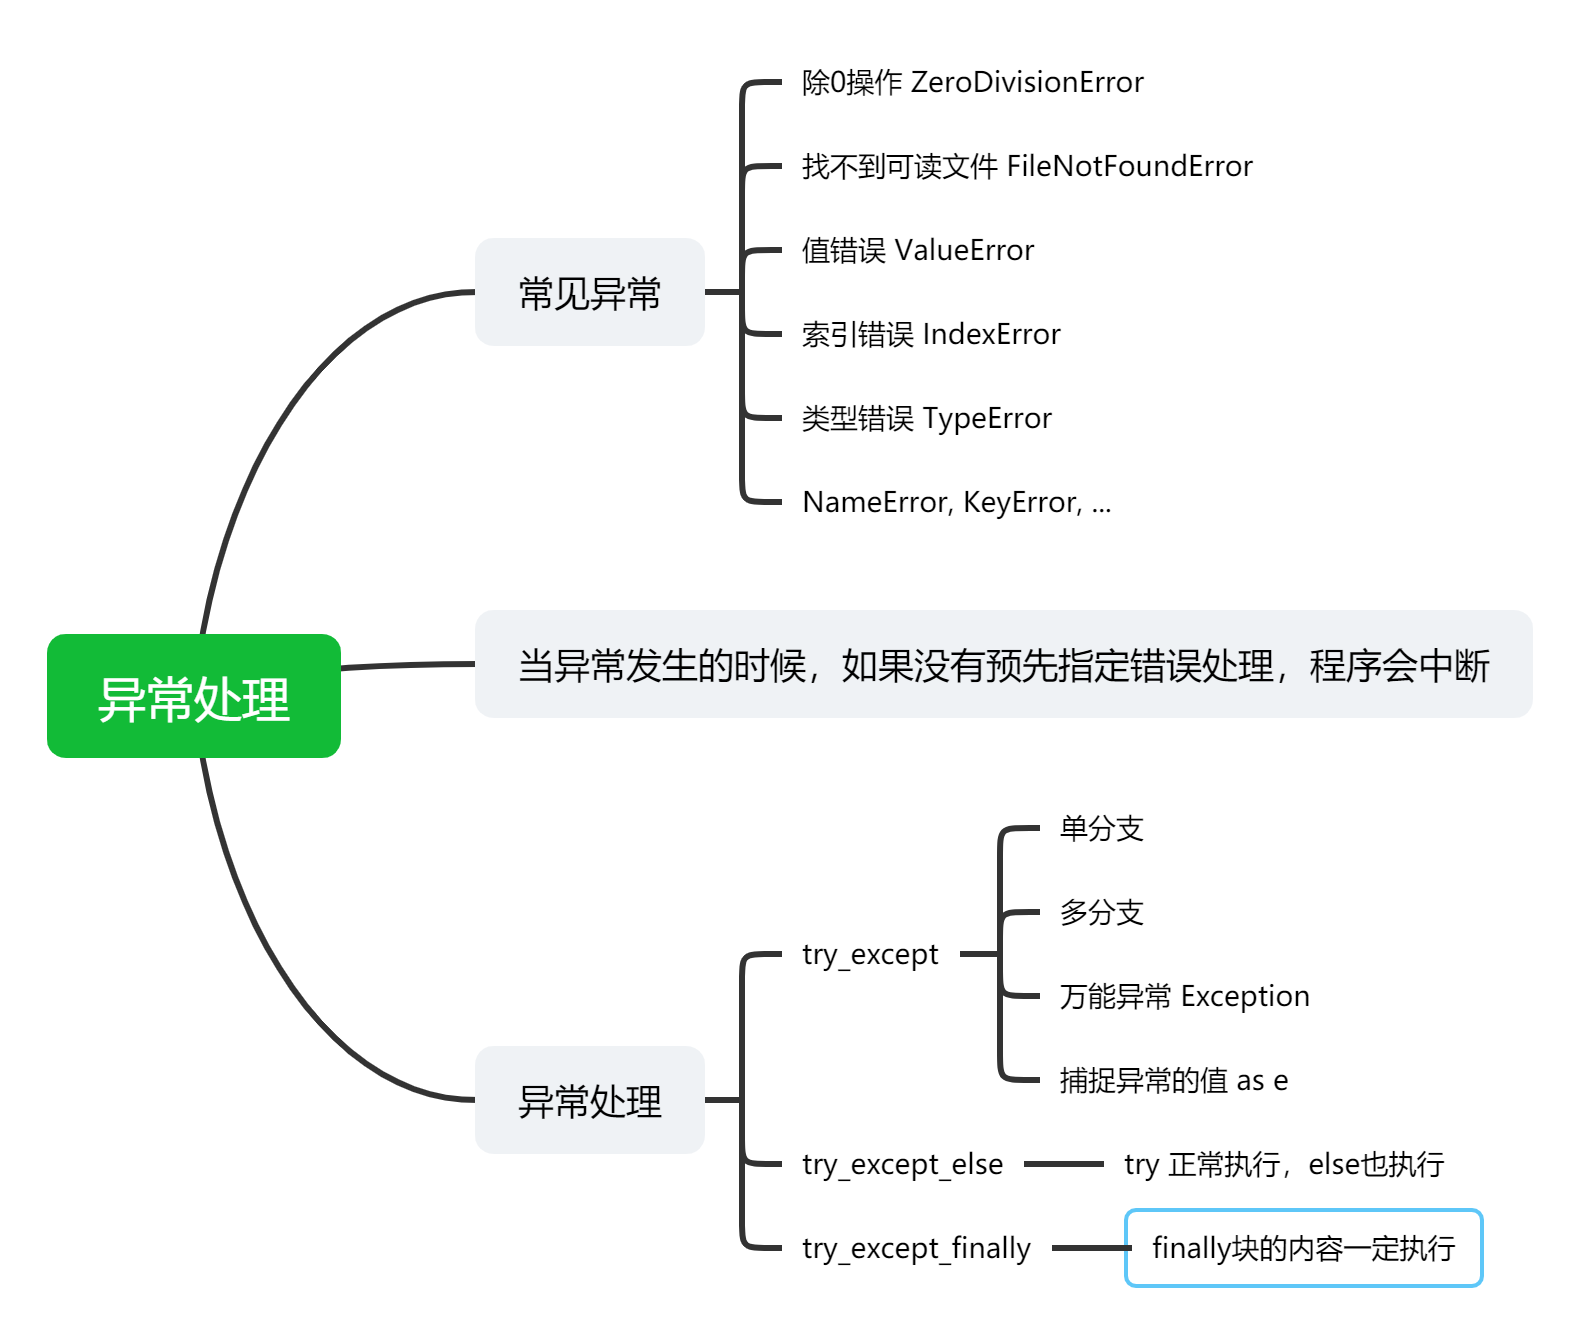 异常处理
常见异常
除0操作 ZeroDivisionError
找不到可读文件 FileNotFoundError
值错误 ValueError
索引错误 IndexError
类型错误 TypeError
NameError, KeyError, ...
当异常发生的时候，如果没有预先指定错误处理，程序会中断
异常处理
try_except
单分支
多分支
万能异常 Exception
捕捉异常的值 as e
try_except_else
try 正常执行，else也执行
try_except_finally
finally块的内容一定执行